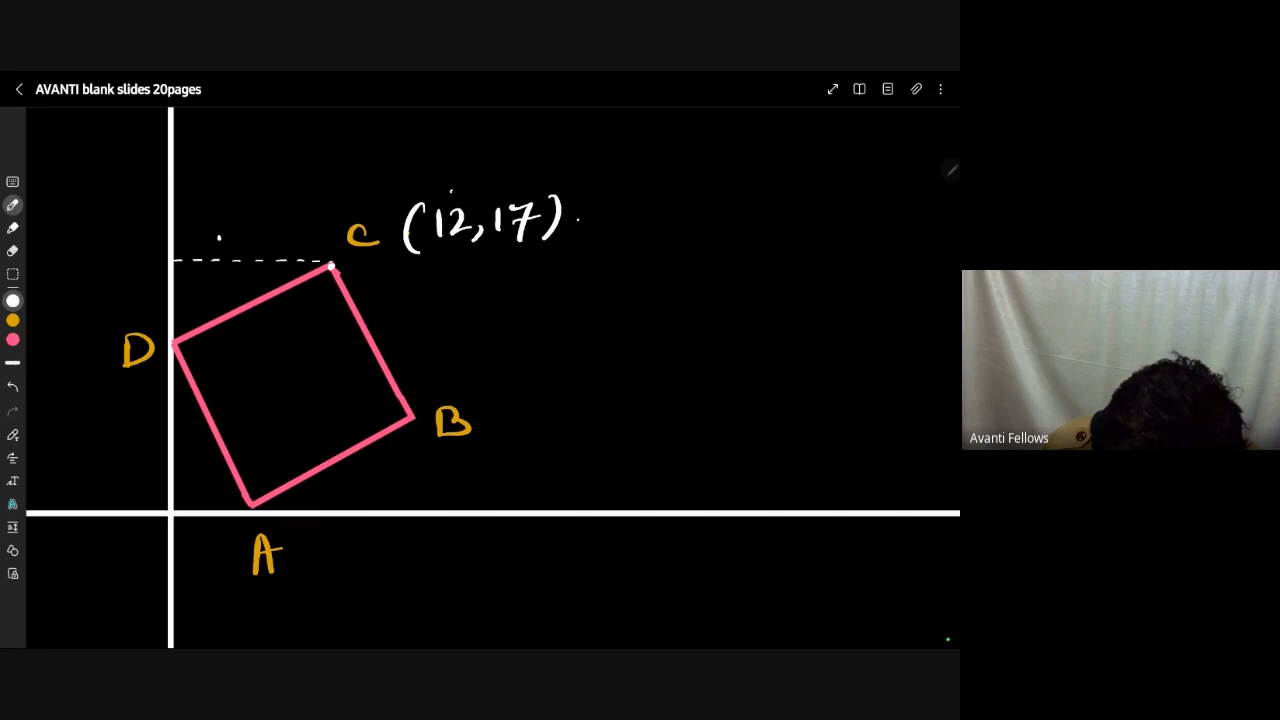 AVANTI blank slides 20pages
C (12,17).
D
B
A
Avanti Fellows